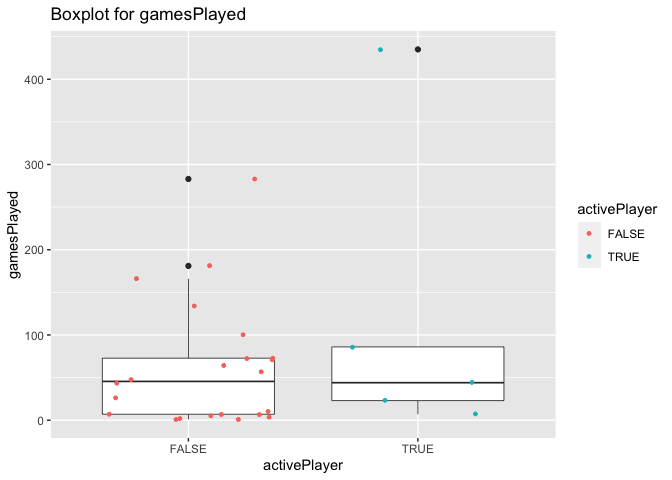 Boxplot for gamesPlayed
gamesPlayed
400
300
200
100
0
FALSE TRUE
activePlayer
activePlayer
FALSE
TRUE